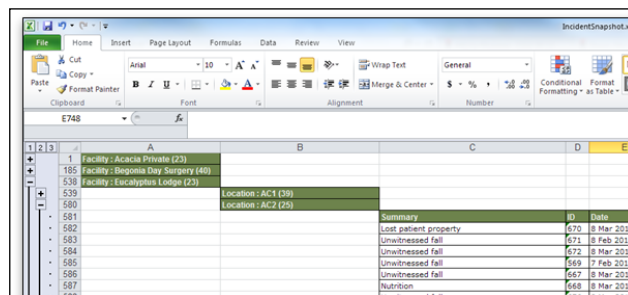 IncidentSnapshot.x
File Home Insert Page Layout Formulas Data Review View
Cut
Copy
Format Painter
Paste
Arial 10 A A
B I U A
Wrap Text
Merge & Center
General
$ % ,
Conditional Formatting
Format as Table
Clipboard Font Alignment Number
E748 fx
1 2 3 A B C D E
1 Facility : Acacia Private (23)
185 Facility : Begonia Day Surgery (40)
538 Facility : Eucalyptus Lodge (23)
539 Location : AC1 (39)
580 Location : AC2 (25)
581 Summary ID Date
582 Lost patient property 670 8 Mar 201
583 Unwitnessed fall 671 8 Feb 201
584 Unwitnessed fall 672 8 Mar 201
585 Unwitnessed fall 569 7 Feb 201
586 Unwitnessed fall 667 8 Mar 201
587 Nutrition 668 8 Mar 201